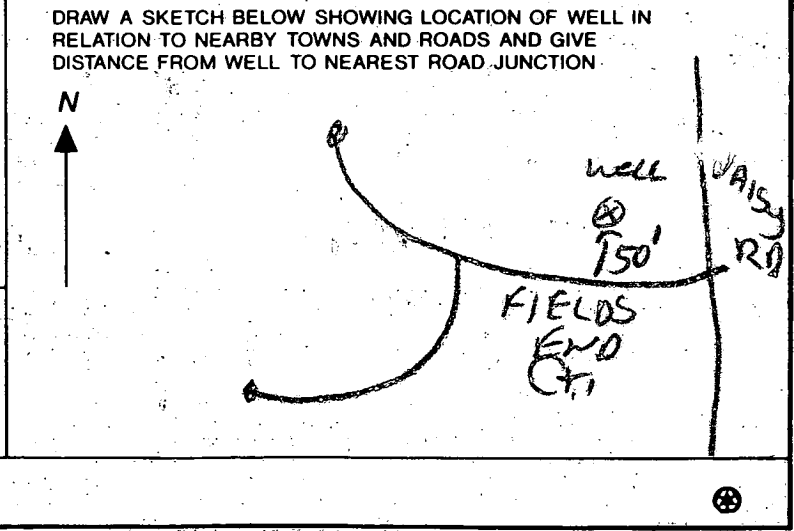 DRAW A SKETCH BELOW SHOWING LOCATION OF WELL IN
RELATION TO NEARBY TOWNS AND ROADS AND GIVE
DISTANCE FROM WELL TO NEAREST ROAD JUNCTION
N
Well
50'
DAISY
RD
FIELDS
END
Ct.